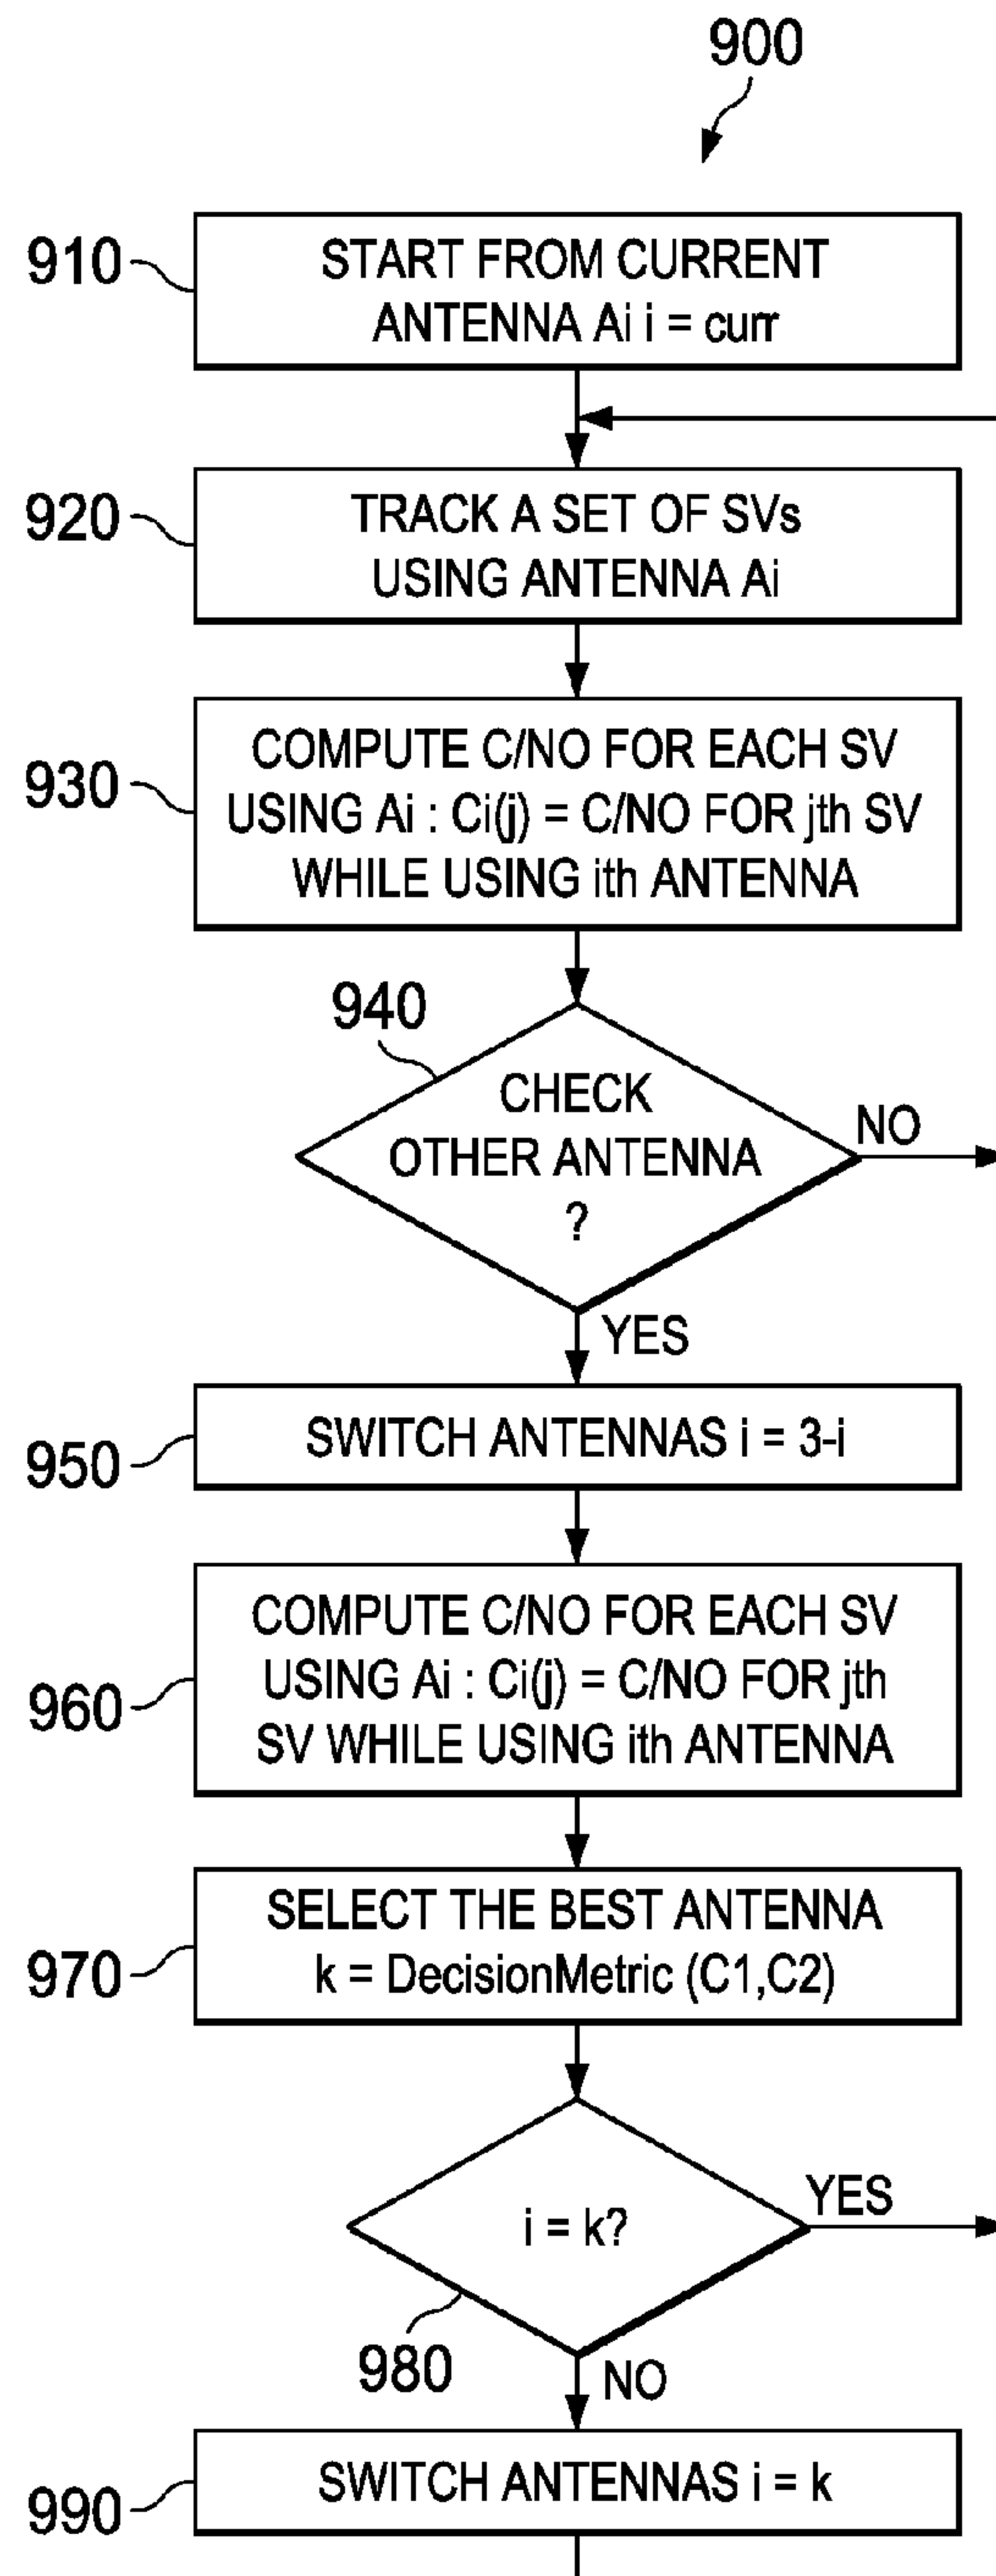 900
910
START FROM CURRENT
ANTENNA Ai i = curr
920
TRACK A SET OF SVs
USING ANTENNA Ai
930
COMPUTE C/NO FOR EACH SV
USING Ai : Ci(j) = C/NO FOR jth SV
WHILE USING ith ANTENNA
940
CHECK
OTHER ANTENNA
?
NO
YES
950
SWITCH ANTENNAS i = 3-i
960
COMPUTE C/NO FOR EACH SV
USING Ai : Ci(j) = C/NO FOR jth
SV WHILE USING ith ANTENNA
970
SELECT THE BEST ANTENNA
k = DecisionMetric (C1,C2)
i = k?
YES
980
NO
990
SWITCH ANTENNAS i = k